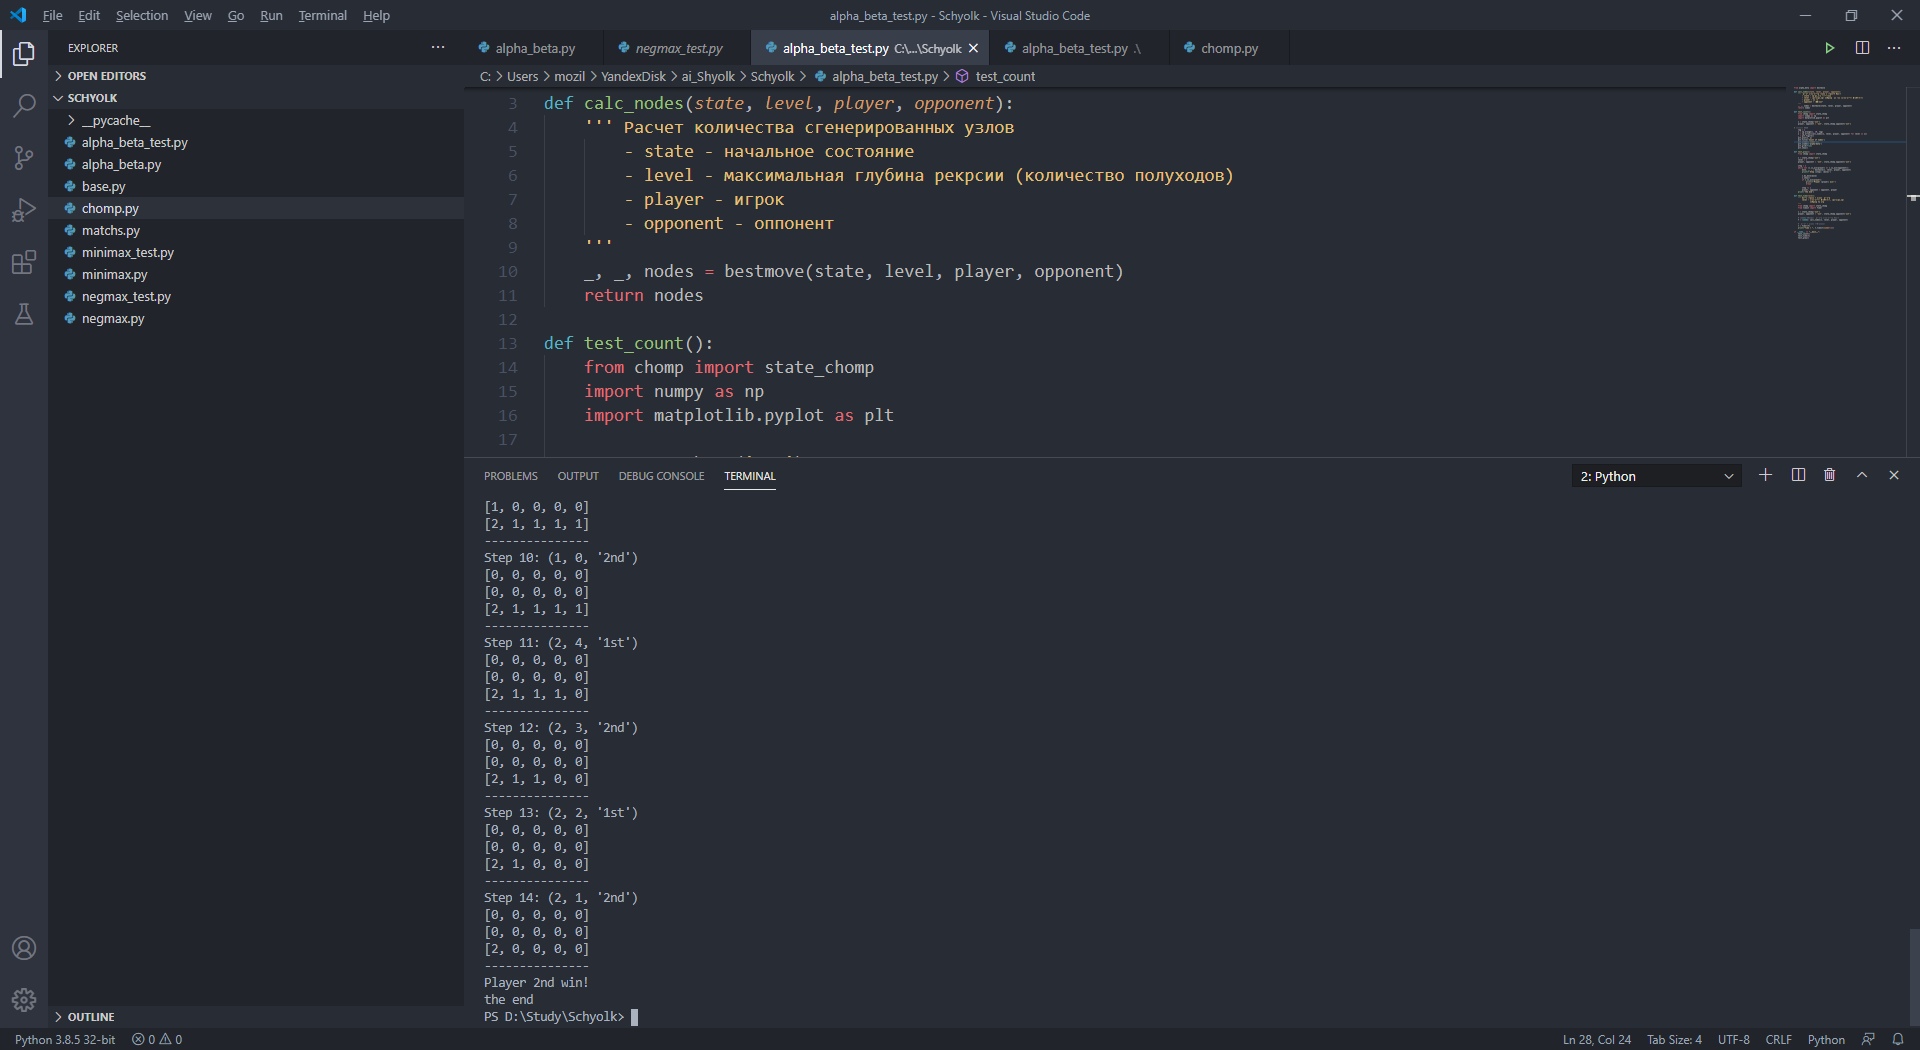 File Edit Selection View Go Run Terminal Help
alpha_beta_test.py - Schyolk - Visual Studio Code
EXPLORER
OPEN EDITORS
SCHYOLK
__pycache__
alpha_beta_test.py
alpha_beta.py
base.py
chomp.py
matchs.py
minimax_test.py
minimax.py
negmax_test.py
negmax.py
OUTLINE
alpha_beta.py negmax_test.py alpha_beta_test.py C:\...\Schyolk alpha_beta_test.py .\ chomp.py
C: > Users > mozil > YandexDisk > ai_Shyolk > Schyolk > alpha_beta_test.py > test_count
3 def calc_nodes(state, level, player, opponent):
4 ''' Расчет количества сгенерированных узлов
5 - state - начальное состояние
6 - level - максимальная глубина рекрсии (количество полуходов)
7 - player - игрок
8 - opponent - оппонент
9 '''
10 _, _, nodes = bestmove(state, level, player, opponent)
11 return nodes
12
13 def test_count():
14 from chomp import state_chomp
15 import numpy as np
16 import matplotlib.pyplot as plt
17
PROBLEMS OUTPUT DEBUG CONSOLE TERMINAL
2: Python
[1, 0, 0, 0, 0]
[2, 1, 1, 1, 1]
---------------
Step 10: (1, 0, '2nd')
[0, 0, 0, 0, 0]
[0, 0, 0, 0, 0]
[2, 1, 1, 1, 1]
---------------
Step 11: (2, 4, '1st')
[0, 0, 0, 0, 0]
[0, 0, 0, 0, 0]
[2, 1, 1, 1, 0]
---------------
Step 12: (2, 3, '2nd')
[0, 0, 0, 0, 0]
[0, 0, 0, 0, 0]
[2, 1, 1, 0, 0]
---------------
Step 13: (2, 2, '1st')
[0, 0, 0, 0, 0]
[0, 0, 0, 0, 0]
[2, 1, 0, 0, 0]
---------------
Step 14: (2, 1, '2nd')
[0, 0, 0, 0, 0]
[0, 0, 0, 0, 0]
[2, 0, 0, 0, 0]
---------------
Player 2nd win!
the end
PS D:\Study\Schyolk>
Python 3.8.5 32-bit 0 0
Ln 28, Col 24 Tab Size: 4 UTF-8 CRLF Python